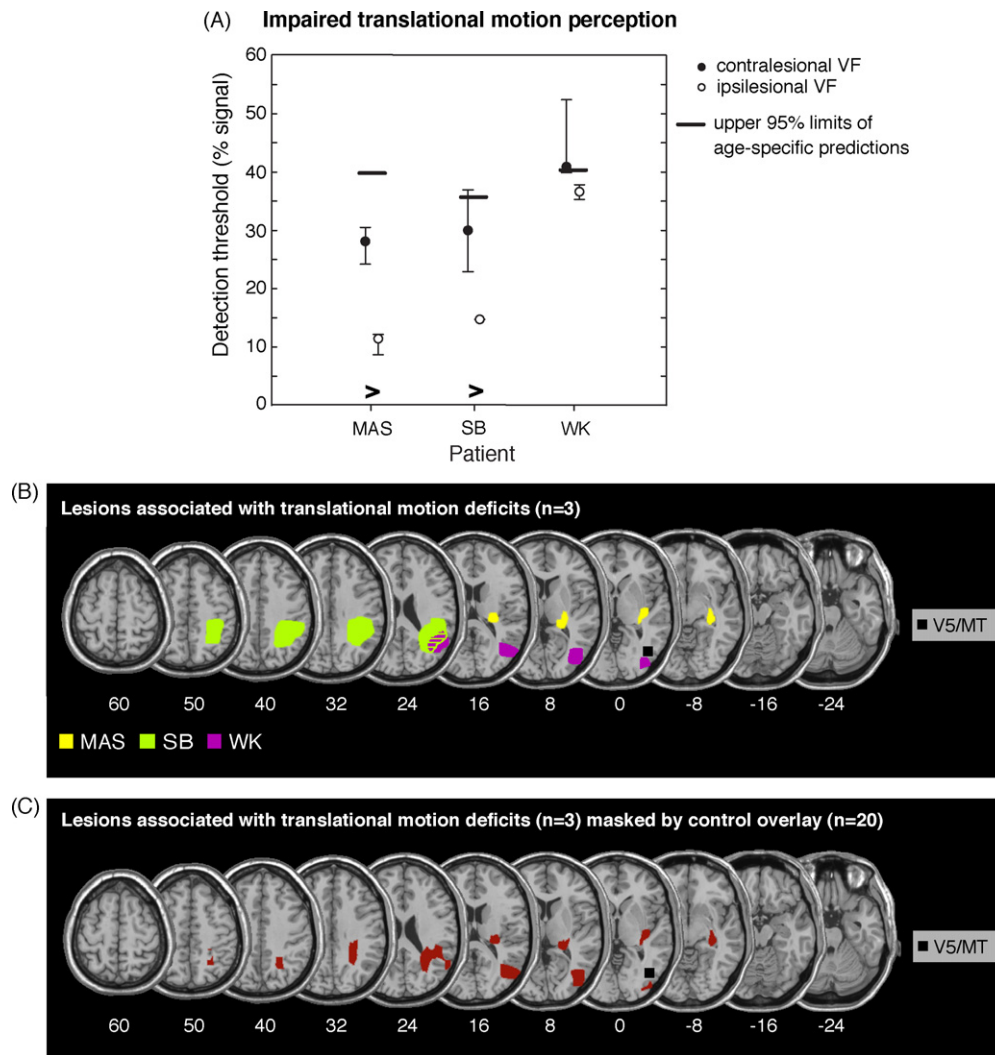 (A) Impaired translational motion perception
60
50
40
30
20
10
0
Detection threshold (% signal)
> >
MAS SB WK
Patient
contralesional VF
ipsilesional VF
upper 95% limits of
age-specific predictions
(B)
Lesions associated with translational motion deficits (n=3)
V5/MT
60 50 40 32 24 16 8 0 -8 -16 -24
MAS SB WK
(C)
Lesions associated with translational motion deficits (n=3) masked by control overlay (n=20)
V5/MT
60 50 40 32 24 16 8 0 -8 -16 -24